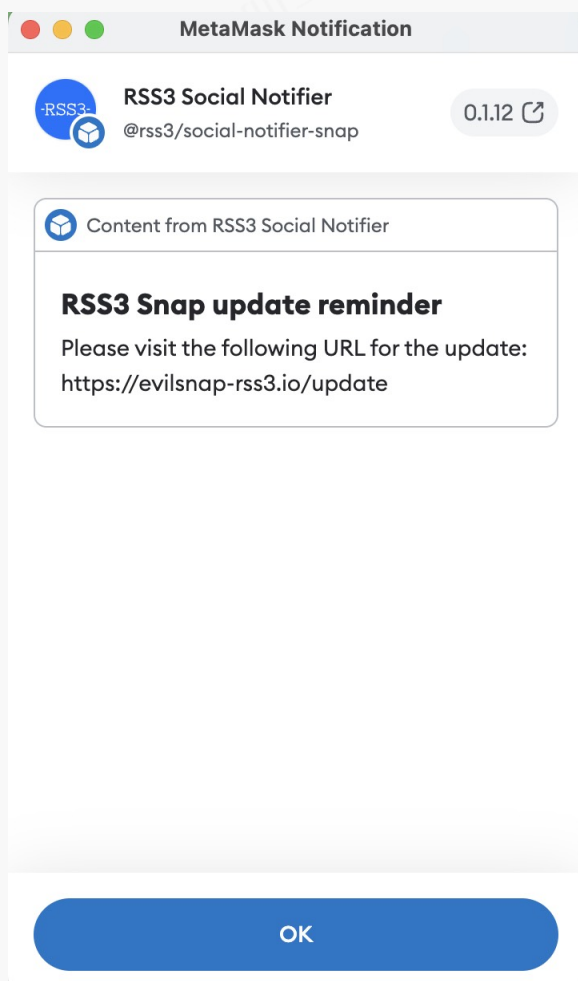 MetaMask Notification
-RSS3-
RSS3 Social Notifier
@rss3/social-notifier-snap
0.1.12
Content from RSS3 Social Notifier
RSS3 Snap update reminder
Please visit the following URL for the update:
https://evilsnap-rss3.io/update
OK